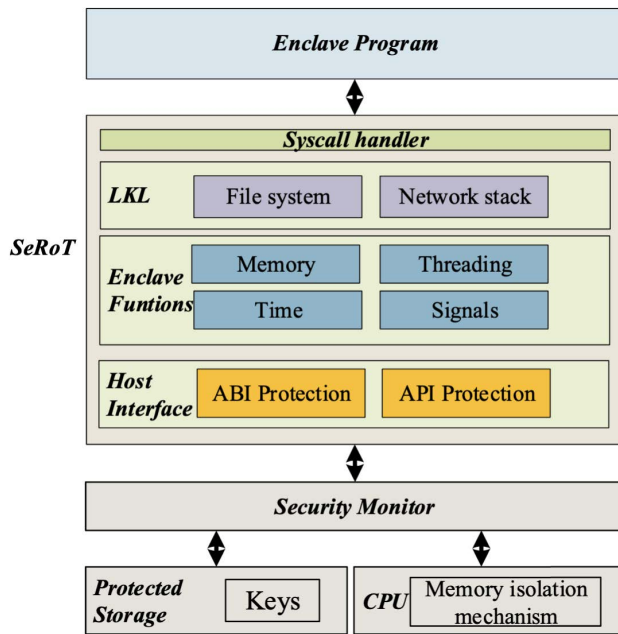 Enclave Program
Syscall handler
LKL
File system
Network stack
SeRoT
Enclave
Funtions
Memory
Threading
Time
Signals
Host
Interface
ABI Protection
API Protection
Security Monitor
Protected
Storage
Keys
CPU
Memory isolation
mechanism